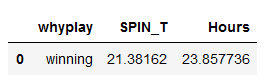 whyplay SPIN_T Hours
0 winning 21.38162 23.857736